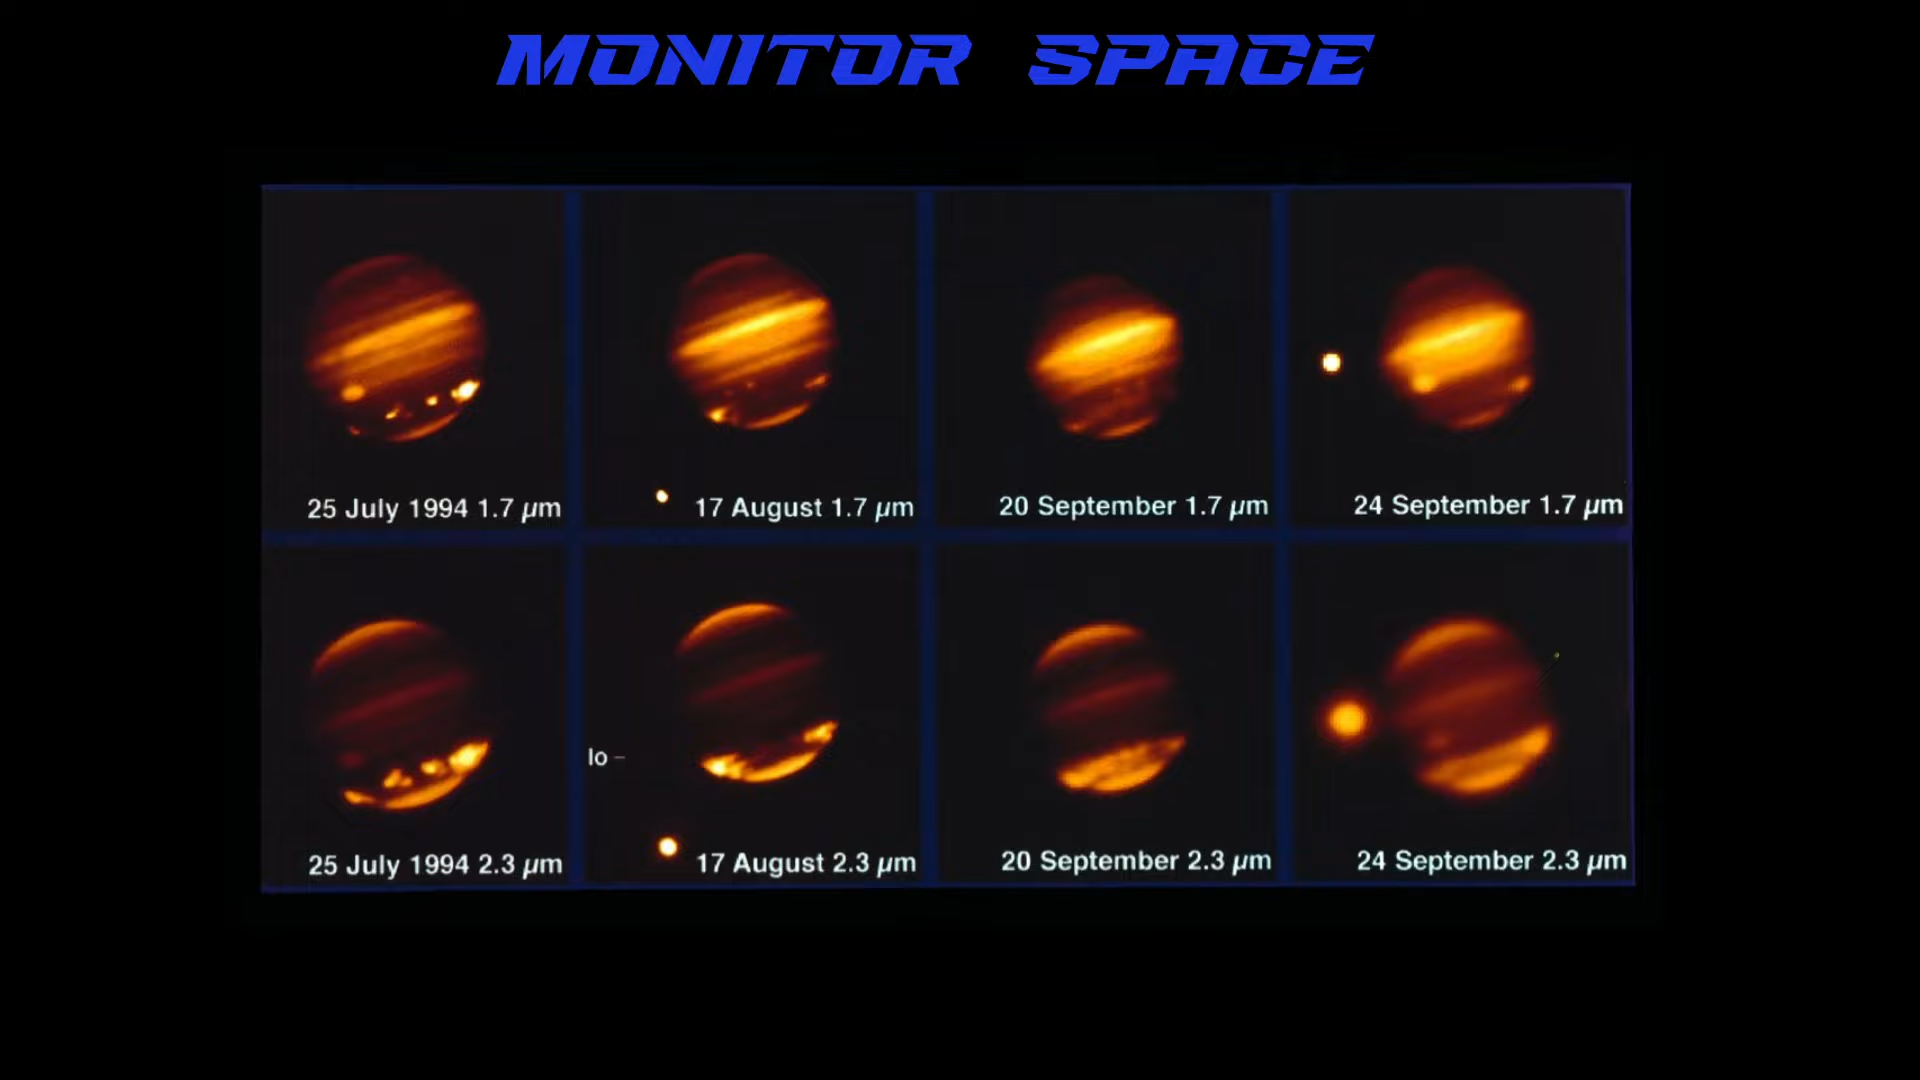 MONITOR SPACE
25 July 1994 1.7 µm
17 August 1.7 µm
20 September 1.7 µm
24 September 1.7 µm
Io –
25 July 1994 2.3 µm
17 August 2.3 µm
20 September 2.3 µm
24 September 2.3 µm